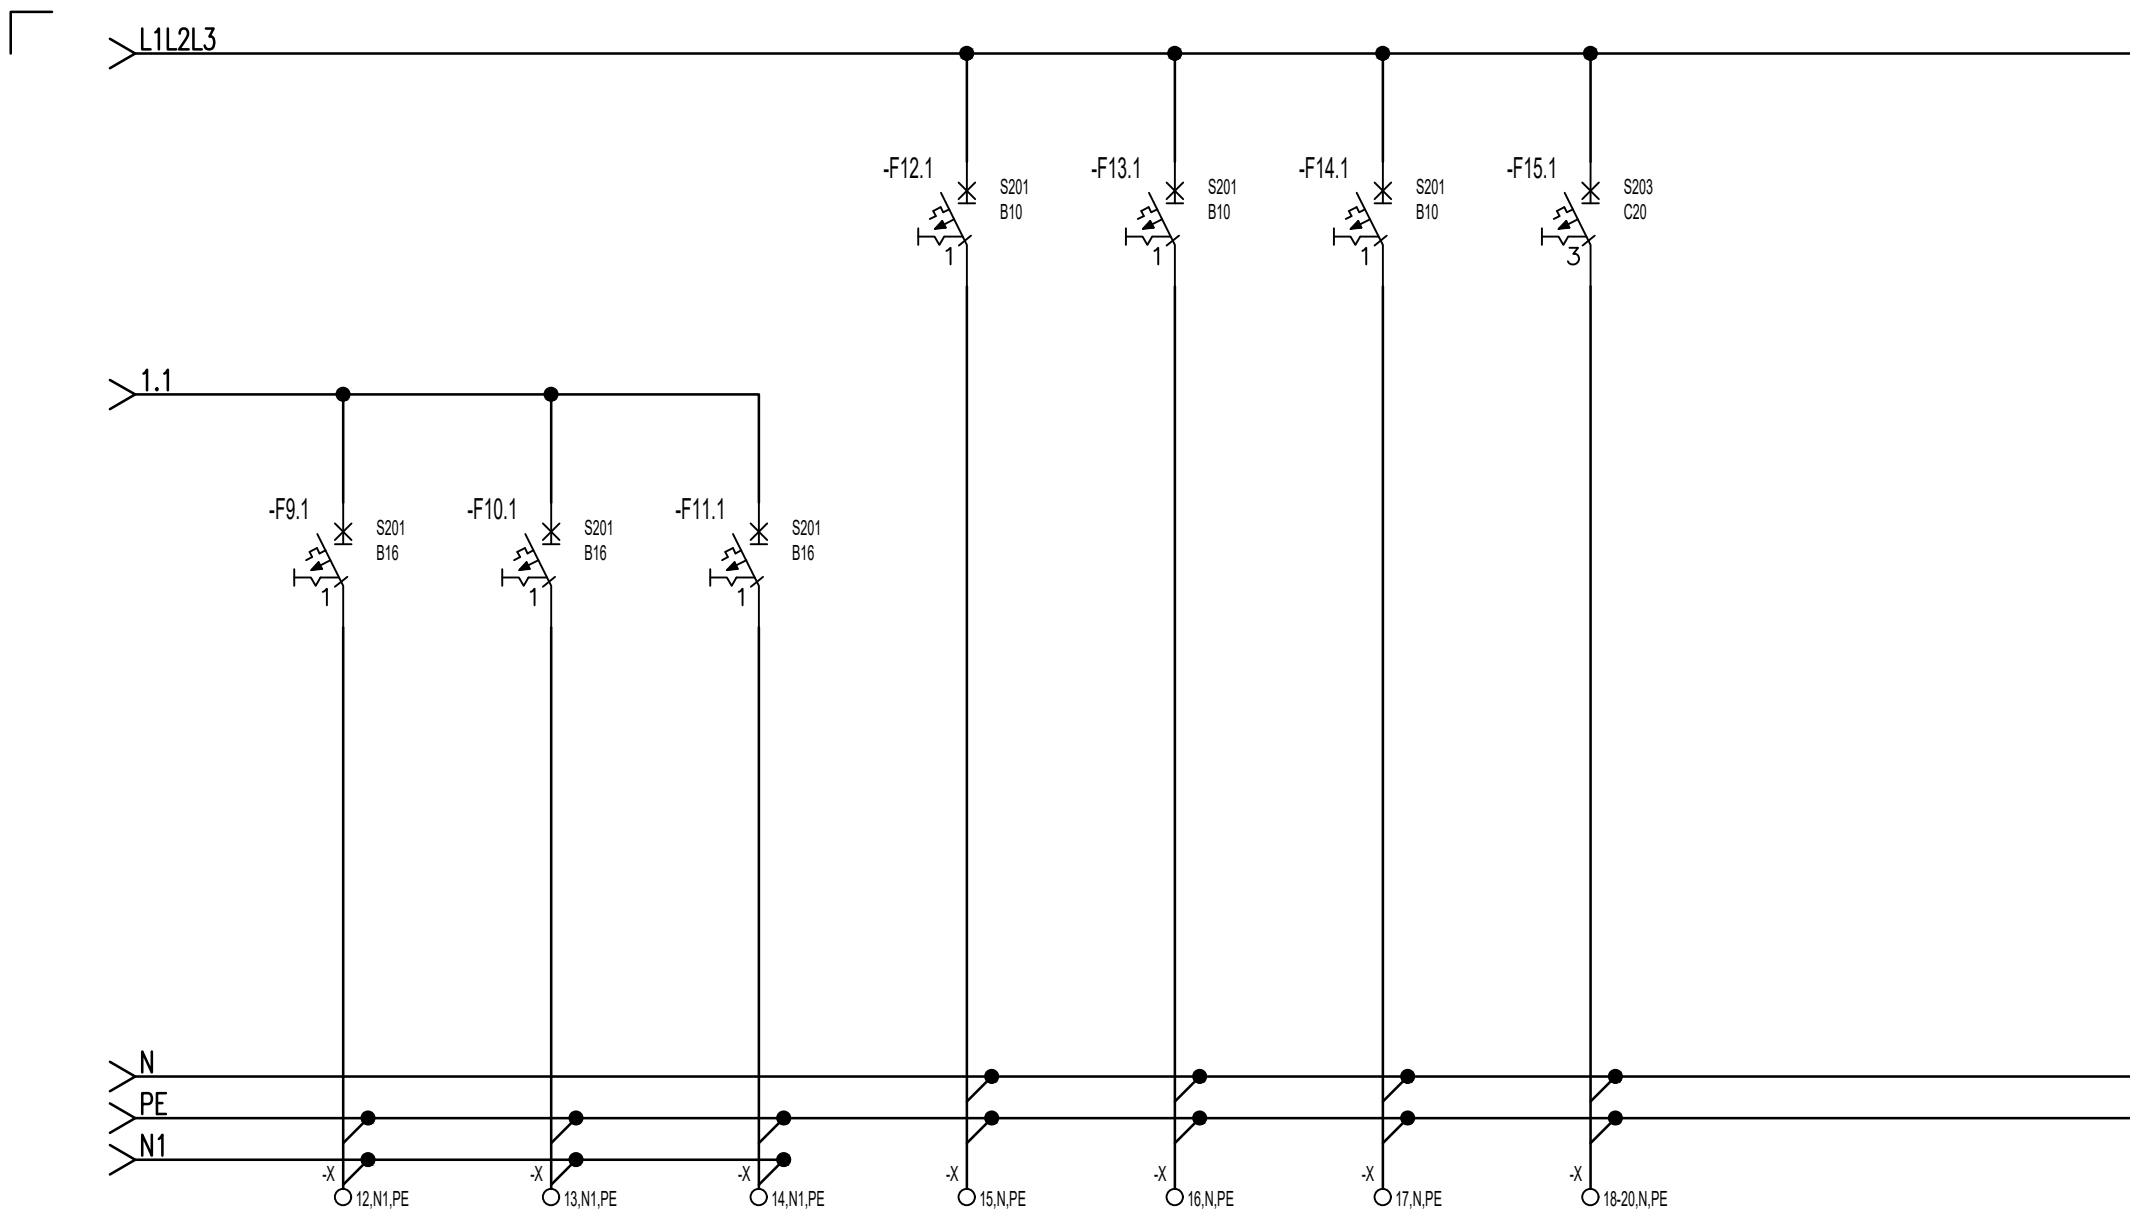 L1L2L3
-F12.1
S201
B10
1
-F13.1
S201
B10
1
-F14.1
S201
B10
1
-F15.1
S203
C20
3
1.1
-F9.1
S201
B16
1
-F10.1
S201
B16
1
-F11.1
S201
B16
1
N
PE
N1
-X
12,N1,PE
-X
13,N1,PE
-X
14,N1,PE
-X
15,N,PE
-X
16,N,PE
-X
17,N,PE
-X
18-20,N,PE